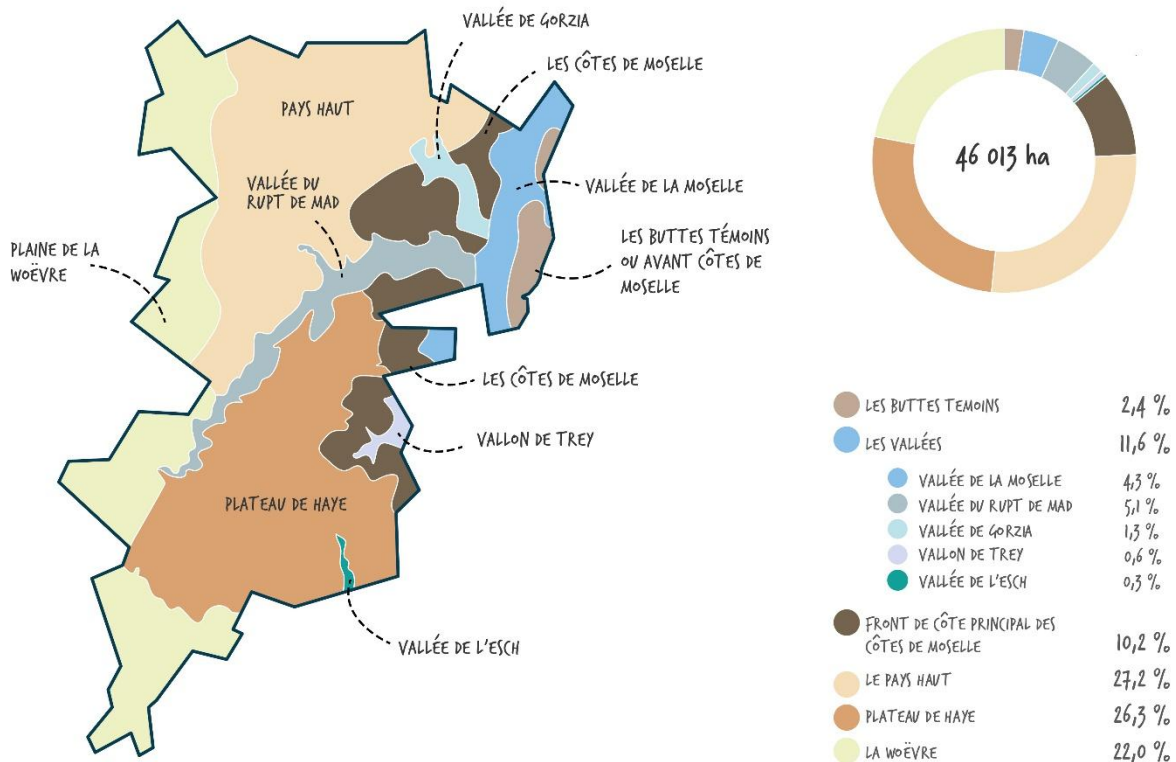 VALLÉE DE GORZIA
LES CÔTES DE MOSELLE
PAYS HAUT
VALLÉE DU
RUPT DE MAD
VALLÉE DE LA MOSELLE
PLAINE DE LA
WOËVRE
LES BUTTES TÉMOINS
OU AVANT CÔTES DE
MOSELLE
LES CÔTES DE MOSELLE
VALLON DE TREY
PLATEAU DE HAYE
VALLÉE DE L'ESCH
46 013 ha
LES BUTTES TEMOINS 2,4 %
LES VALLÉES 11,6 %
VALLÉE DE LA MOSELLE 4,3 %
VALLÉE DU RUPT DE MAD 5,1 %
VALLÉE DE GORZIA 1,3 %
VALLON DE TREY 0,6 %
VALLÉE DE L'ESCH 0,3 %
FRONT DE CÔTE PRINCIPAL DES
CÔTES DE MOSELLE 10,2 %
LE PAYS HAUT 27,2 %
PLATEAU DE HAYE 26,3 %
LA WOËVRE 22,0 %